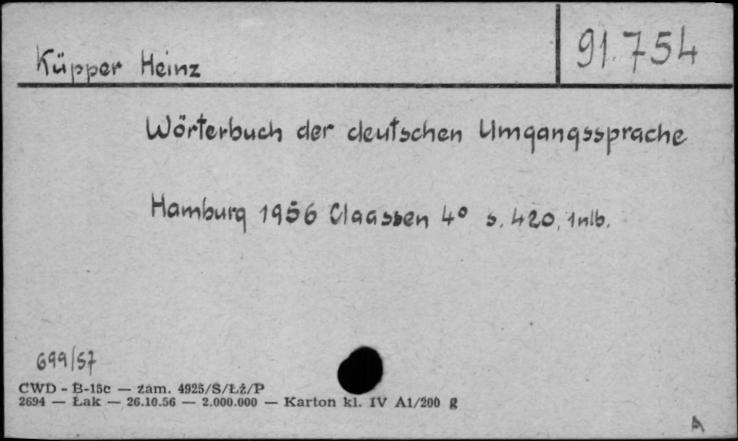 Küpper Heinz
91.754
Wörterbuch der deutschen Umgangssprache
Hamburg 1956 Claassen 4° s. 420, 1nlb.
699/57
CWD - B-15c — zam. 4925/S/Łż/P
2694 — Łak — 26.10.56 — 2.000.000 — Karton kl. IV A1/200 g
A